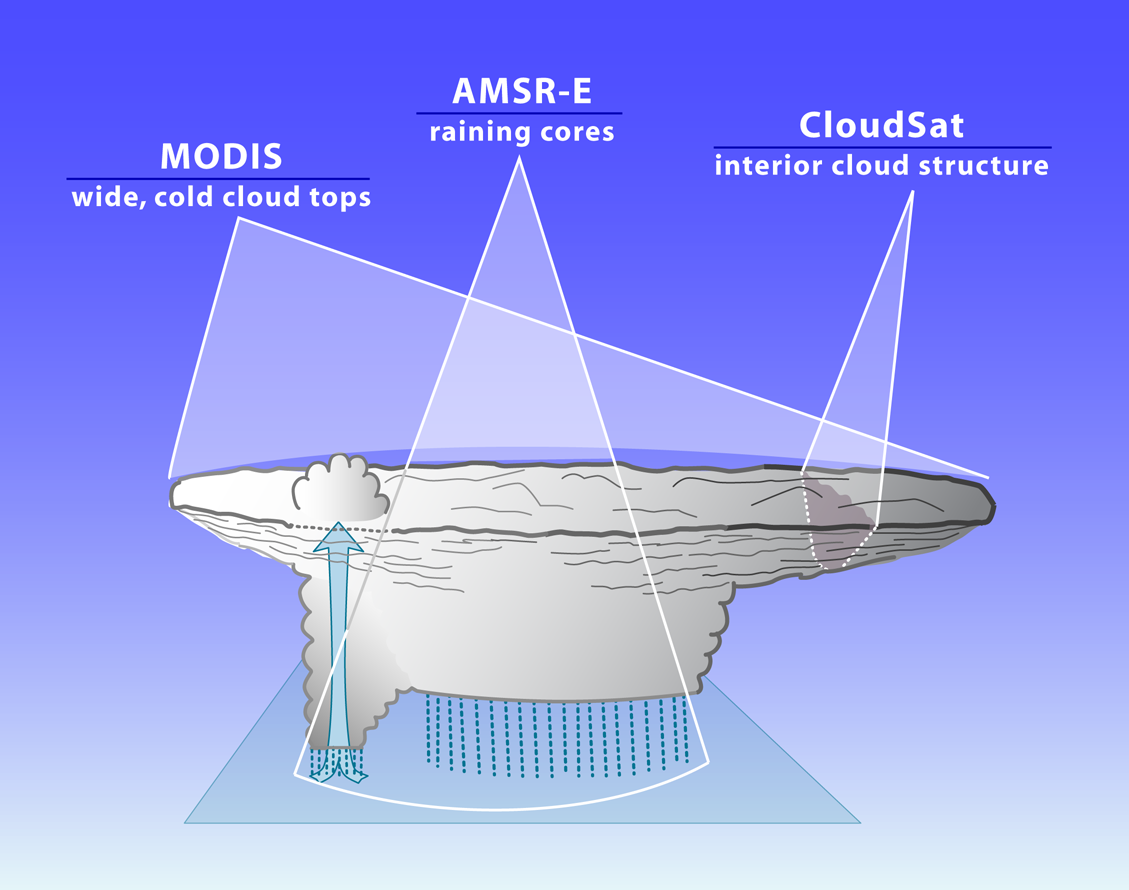 MODIS
wide, cold cloud tops
AMSR-E
raining cores
CloudSat
interior cloud structure